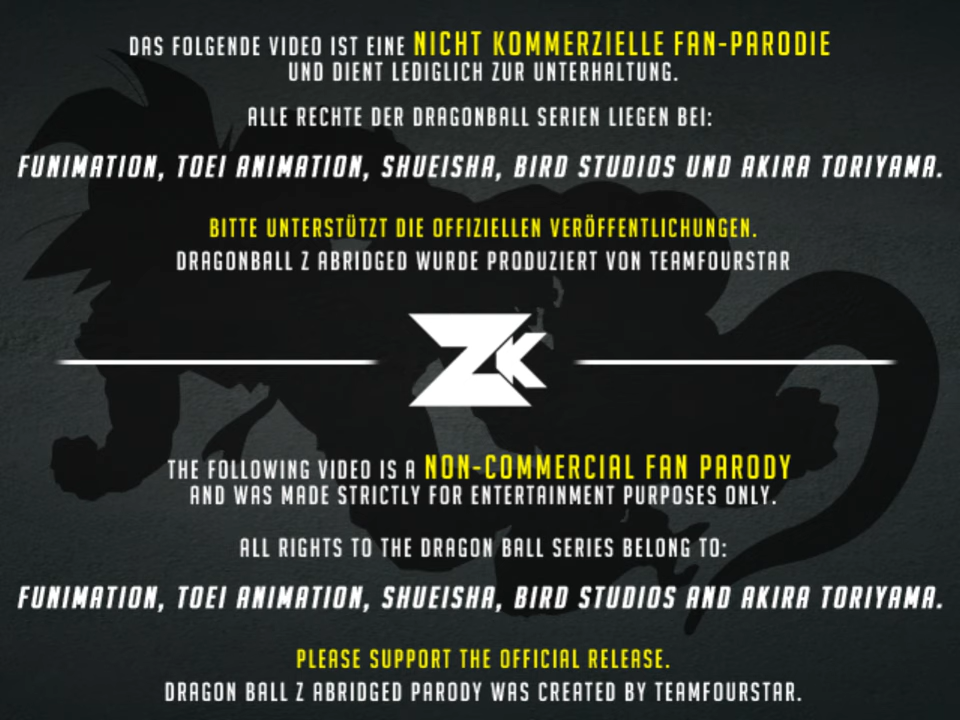 DAS FOLGENDE VIDEO IST EINE NICHT KOMMERZIELLE FAN-PARODIE
UND DIENT LEDIGLICH ZUR UNTERHALTUNG.
ALLE RECHTE DER DRAGONBALL SERIEN LIEGEN BEI:
FUNIMATION, TOEI ANIMATION, SHUEISHA, BIRD STUDIOS UND AKIRA TORIYAMA.
BITTE UNTERSTÜTZT DIE OFFIZIELLEN VERÖFFENTLICHUNGEN.
DRAGONBALL Z ABRIDGED WURDE PRODUZIERT VON TEAMFOURSTAR
ZK
THE FOLLOWING VIDEO IS A NON-COMMERCIAL FAN PARODY
AND WAS MADE STRICTLY FOR ENTERTAINMENT PURPOSES ONLY.
ALL RIGHTS TO THE DRAGON BALL SERIES BELONG TO:
FUNIMATION, TOEI ANIMATION, SHUEISHA, BIRD STUDIOS AND AKIRA TORIYAMA.
PLEASE SUPPORT THE OFFICIAL RELEASE.
DRAGON BALL Z ABRIDGED PARODY WAS CREATED BY TEAMFOURSTAR.